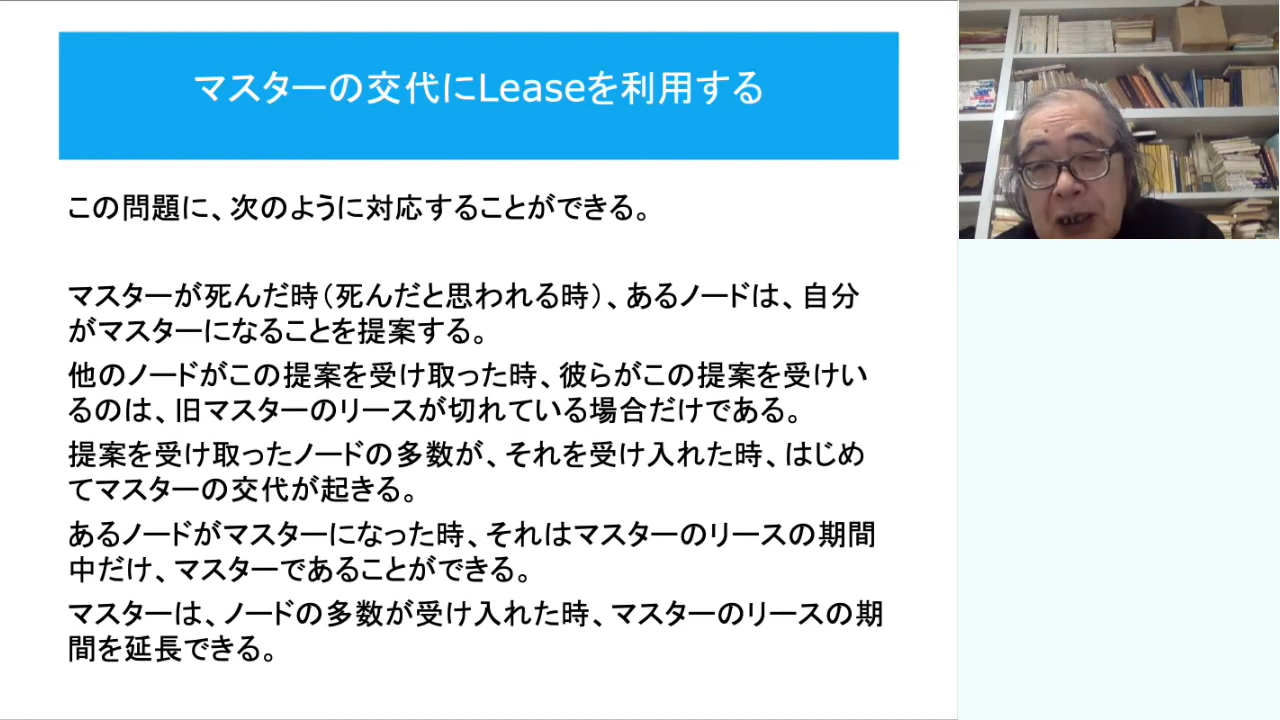 マスターの交代にLeaseを利用する
この問題に、次のように対応することができる。
マスターが死んだ時（死んだと思われる時）、あるノードは、自分
がマスターになることを提案する。
他のノードがこの提案を受け取った時、彼らがこの提案を受けい
るのは、旧マスターのリースが切れている場合だけである。
提案を受け取ったノードの多数が、それを受け入れた時、はじめ
てマスターの交代が起きる。
あるノードがマスターになった時、それはマスターのリースの期間
中だけ、マスターであることができる。
マスターは、ノードの多数が受け入れた時、マスターのリースの期
間を延長できる。